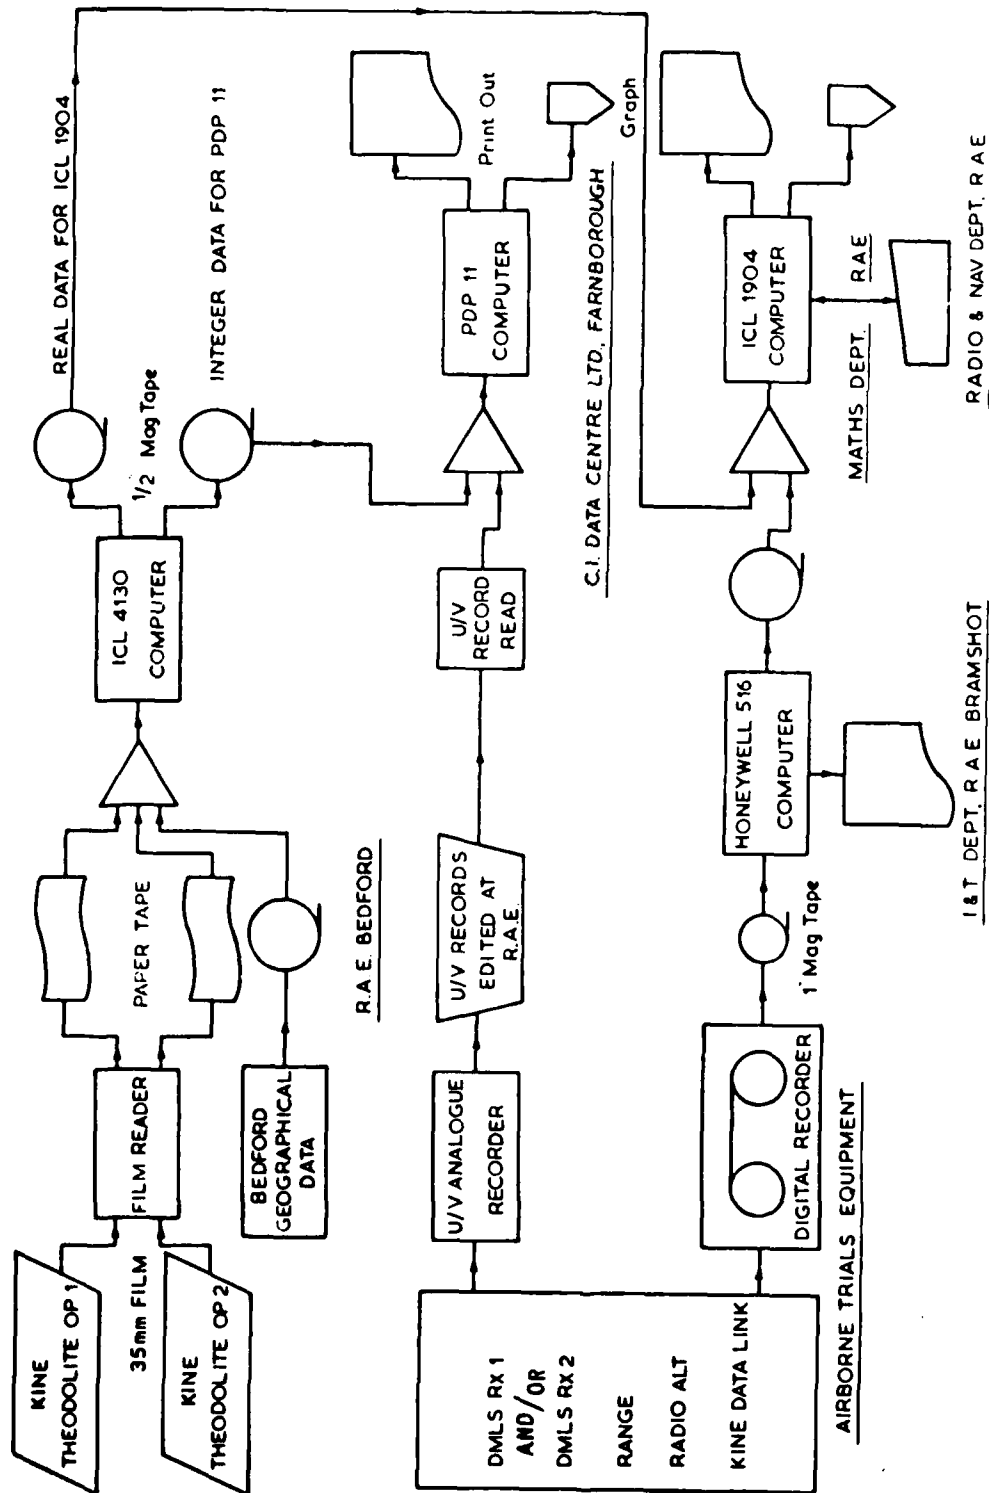 KINE
THEODOLITE OP 1
35mm FILM
KINE
THEODOLITE OP 2
FILM READER
PAPER TAPE
BEDFORD
GEOGRAPHICAL
DATA
R.A.E. BEDFORD
ICL 4130
COMPUTER
1/2 Mag Tape
REAL DATA FOR ICL 1904
INTEGER DATA FOR PDP 11
DMLS RX 1
AND/OR
DMLS RX 2
RANGE
RADIO ALT
KINE DATA LINK
U/V ANALOGUE
RECORDER
U/V RECORDS
EDITED AT
R.A.E.
U/V
RECORD
READ
PDP 11
COMPUTER
Print Out
Graph
C.I. DATA CENTRE LTD, FARNBOROUGH
DIGITAL RECORDER
AIRBORNE TRIALS EQUIPMENT
1" Mag Tape
HONEYWELL 516
COMPUTER
I & T DEPT. R A E BRAMSHOT
ICL 1904
COMPUTER
MATHS DEPT. RAE
RADIO & NAV DEPT. R A E